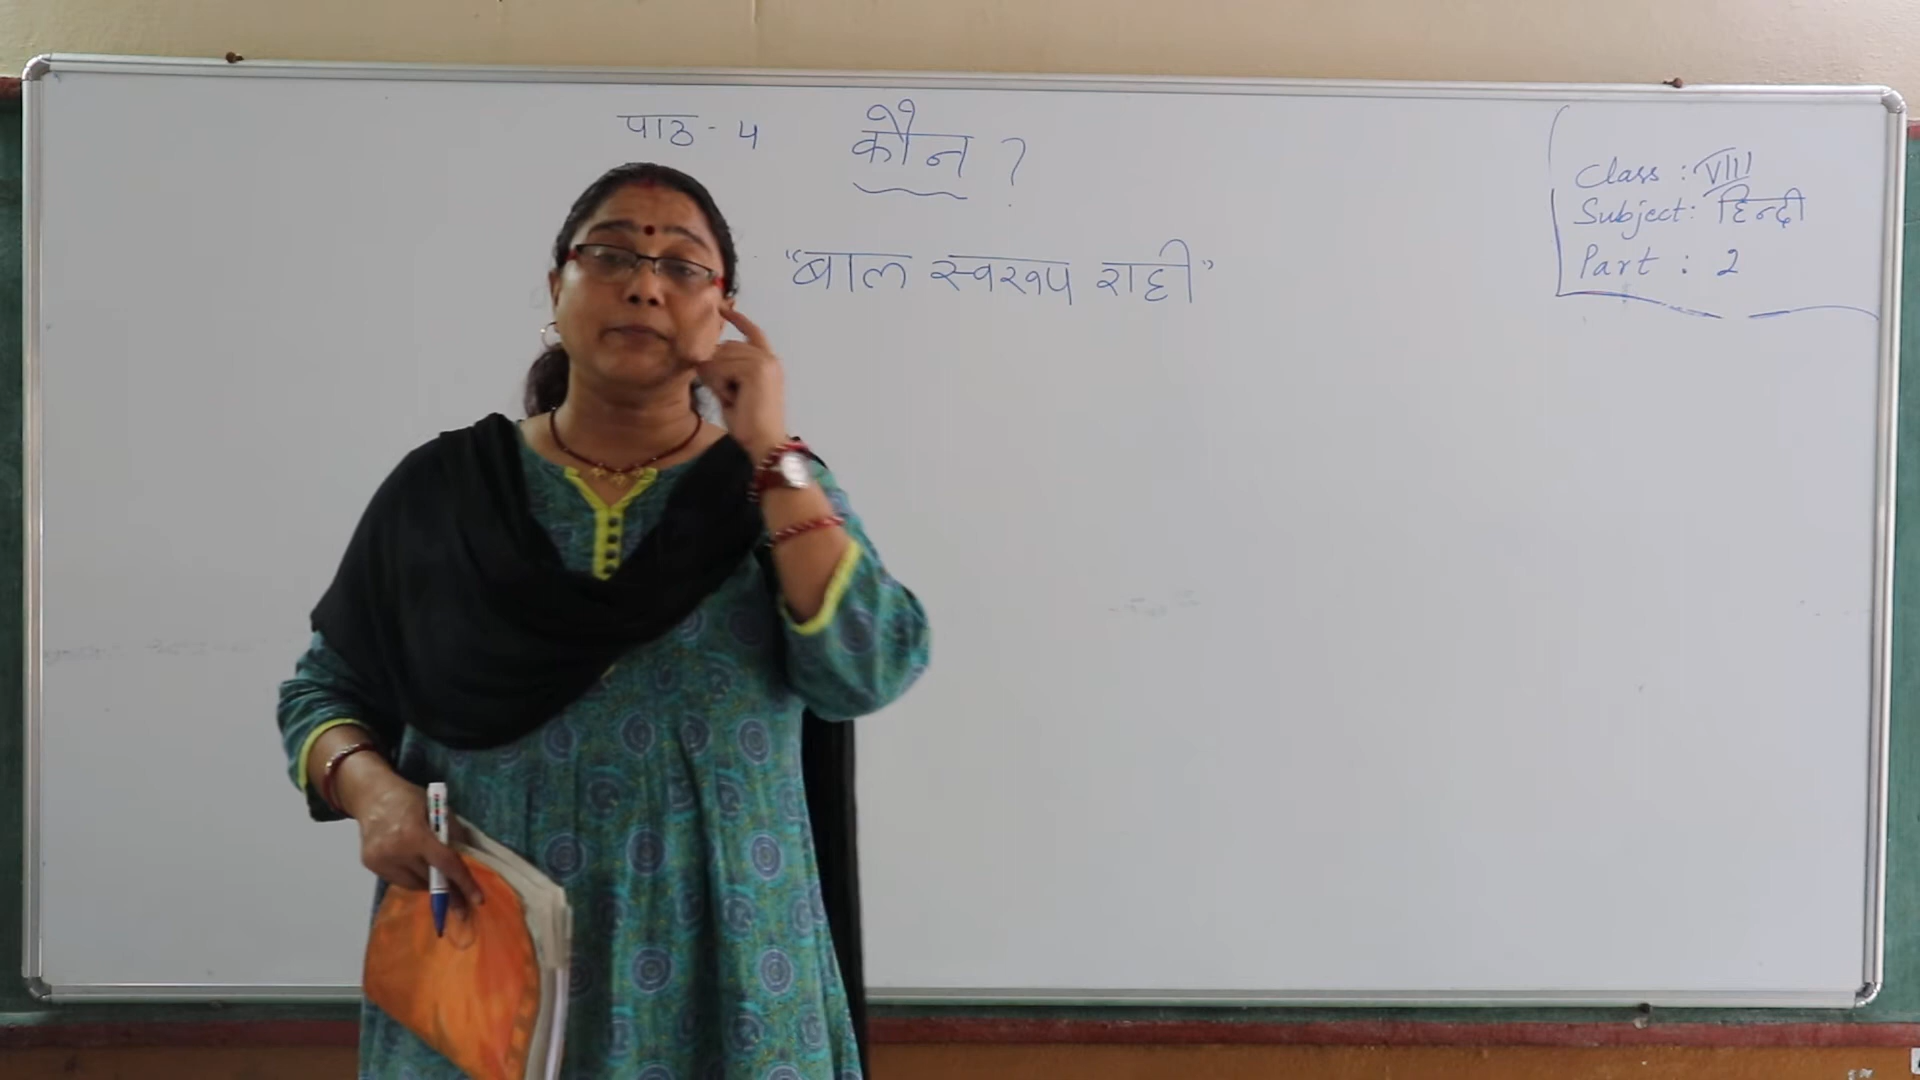 पाठ - 4 कौन ?
“बाल स्वरूप राही”
Class : VIII
Subject: हिन्दी
Part : 2